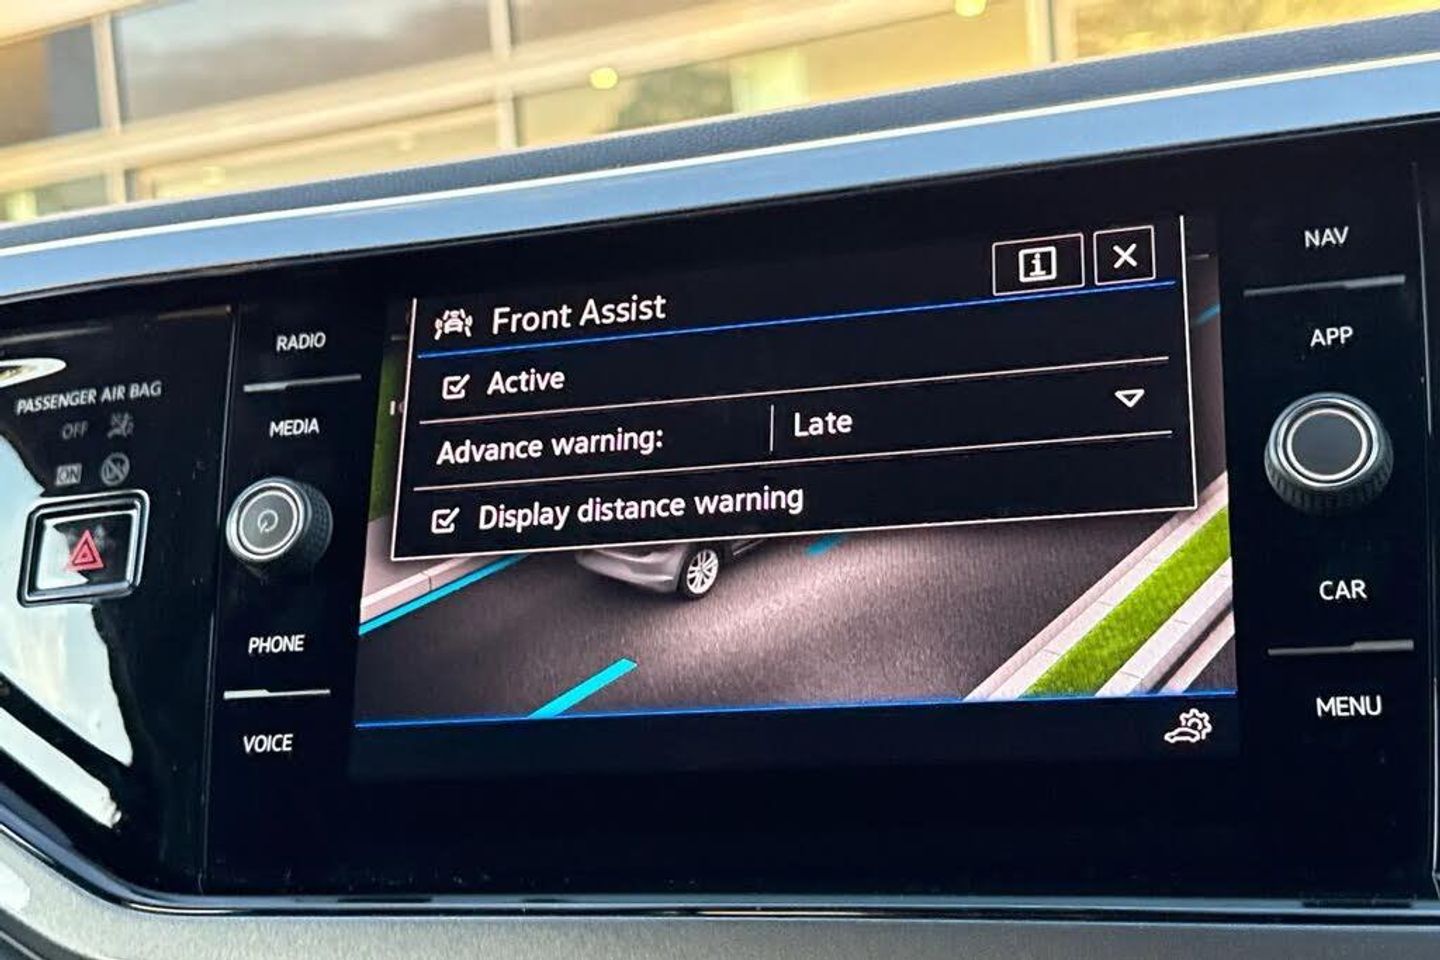 PASSENGER AIR BAG
OFF
ON
RADIO
MEDIA
PHONE
VOICE
Front Assist
Active
Advance warning:
Late
Display distance warning
NAV
APP
CAR
MENU